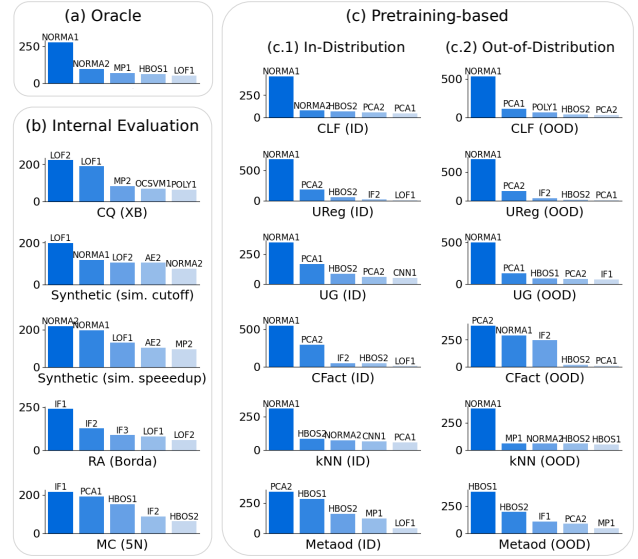 (a) Oracle
NORMA1
NORMA2 MP1 HBOS1 LOF1
250
0
(b) Internal Evaluation
LOF2 LOF1
MP2 OCSVM1 POLY1
200
0
CQ (XB)
LOF1
NORMA1 LOF2 AE2 NORMA2
200
0
Synthetic (sim. cutoff)
NORMA2 NORMA1
LOF1 AE2 MP2
200
0
Synthetic (sim. speeedup)
IF1
IF2 IF3 LOF1 LOF2
250
0
RA (Borda)
IF1 PCA1 HBOS1
IF2 HBOS2
200
0
MC (5N)
(c) Pretraining-based
(c.1) In-Distribution
NORMA1
NORMA2 HBOS2 PCA2 PCA1
250
0
CLF (ID)
NORMA1
PCA2 HBOS2 IF2 LOF1
500
0
UReg (ID)
NORMA1
PCA1 HBOS2 PCA2 CNN1
250
0
UG (ID)
NORMA1
PCA2
IF2 HBOS2 LOF1
500
250
0
CFact (ID)
NORMA1
HBOS2 NORMA2 CNN1 PCA1
250
0
kNN (ID)
PCA2 HBOS1
HBOS2 MP1 LOF1
200
0
Metaod (ID)
(c.2) Out-of-Distribution
NORMA1
PCA1 POLY1 HBOS2 PCA2
500
0
CLF (OOD)
NORMA1
PCA2 IF2 HBOS2 PCA1
500
0
UReg (OOD)
NORMA1
PCA1 HBOS1 PCA2 IF1
500
0
UG (OOD)
PCA2 NORMA1 IF2
HBOS2 PCA1
250
0
CFact (OOD)
NORMA1
MP1 NORMA2 HBOS2 HBOS1
250
0
kNN (OOD)
HBOS1
HBOS2 IF1 PCA2 MP1
250
0
Metaod (OOD)